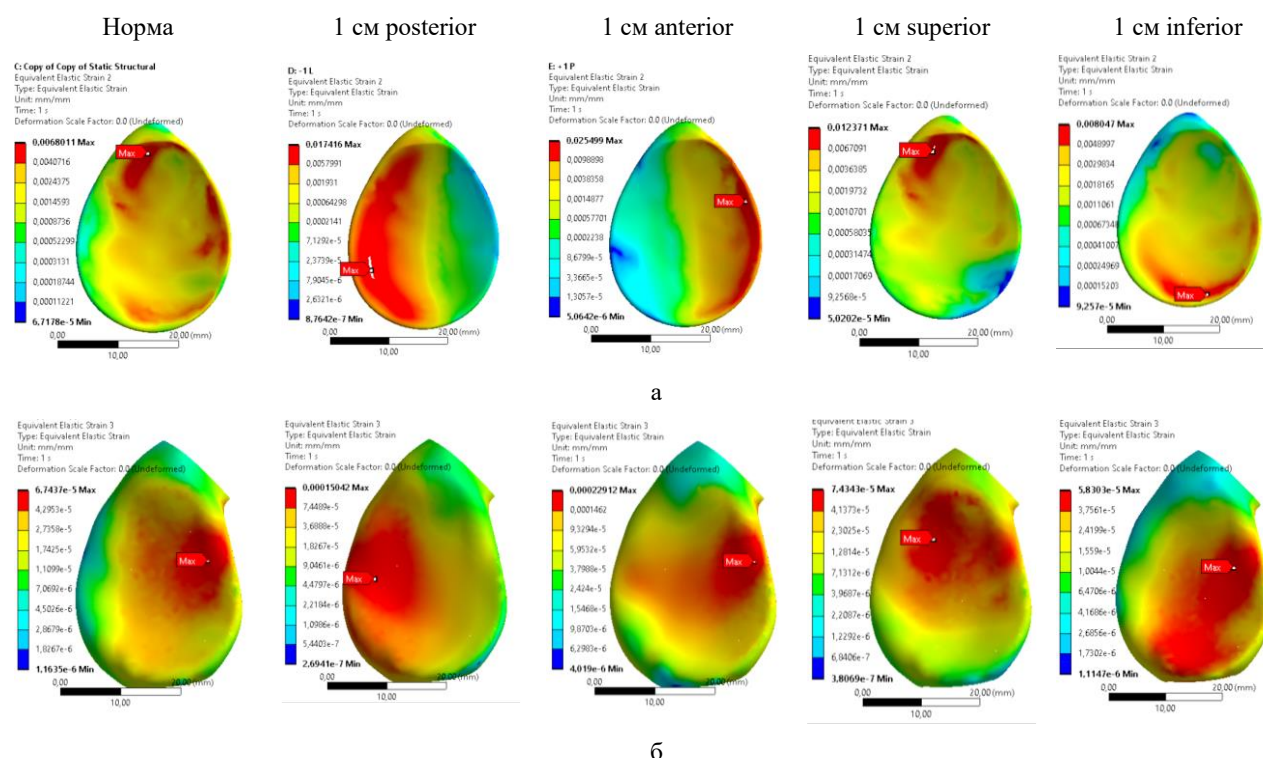 Норма
1 см posterior
1 см anterior
1 см superior
1 см inferior
C: Copy of Copy of Static Structural
Equivalent Elastic Strain 2
Type: Equivalent Elastic Strain
Unit: mm/mm
Time: 1 s
Deformation Scale Factor: 0.0 (Undeformed)
0,0068011 Max
0,0040716
0,0024375
0,0014593
0,0008736
0,00052299
0,0003131
0,00018744
0,00011221
6,7178e-5 Min
Max
0,00
20,00 (mm)
10,00
D: -1 L
Equivalent Elastic Strain 2
Type: Equivalent Elastic Strain
Unit: mm/mm
Time: 1 s
Deformation Scale Factor: 0.0 (Undeformed)
0,017416 Max
0,0057991
0,001931
0,00064298
0,0002141
7,1292e-5
2,3739e-5
7,9045e-6
2,6321e-6
8,7642e-7 Min
Max
0,00
20,00 (mm)
10,00
E: +1 P
Equivalent Elastic Strain 2
Type: Equivalent Elastic Strain
Unit: mm/mm
Time: 1 s
Deformation Scale Factor: 0.0 (Undeformed)
0,025499 Max
0,0098898
0,0038358
0,0014877
0,00057701
0,0002238
8,6799e-5
3,3665e-5
1,3057e-5
5,0642e-6 Min
Max
0,00
20,00 (mm)
10,00
Equivalent Elastic Strain 2
Type: Equivalent Elastic Strain
Unit: mm/mm
Time: 1 s
Deformation Scale Factor: 0.0 (Undeformed)
0,012371 Max
0,0067091
0,0036385
0,0019732
0,0010701
0,00058035
0,00031474
0,00017069
9,2568e-5
5,0202e-5 Min
Max
0,00
20,00 (mm)
10,00
Equivalent Elastic Strain 2
Type: Equivalent Elastic Strain
Unit: mm/mm
Time: 1 s
Deformation Scale Factor: 0.0 (Undeformed)
0,008047 Max
0,0048997
0,0029834
0,0018165
0,0011061
0,00067348
0,00041007
0,00024969
0,00015203
9,257e-5 Min
Max
0,00
20,00 (mm)
10,00
а
Equivalent Elastic Strain 3
Type: Equivalent Elastic Strain
Unit: mm/mm
Time: 1 s
Deformation Scale Factor: 0.0 (Undeformed)
6,7437e-5 Max
4,2953e-5
2,7358e-5
1,7425e-5
1,1099e-5
7,0692e-6
4,5026e-6
2,8679e-6
1,8267e-6
1,1635e-6 Min
Max
0,00
20,00 (mm)
10,00
Equivalent Elastic Strain 3
Type: Equivalent Elastic Strain
Unit: mm/mm
Time: 1 s
Deformation Scale Factor: 0.0 (Undeformed)
0,00015042 Max
7,4489e-5
3,6888e-5
1,8267e-5
9,0461e-6
4,4797e-6
2,2184e-6
1,0986e-6
5,4403e-7
2,6941e-7 Min
Max
0,00
20,00 (mm)
10,00
Equivalent Elastic Strain 3
Type: Equivalent Elastic Strain
Unit: mm/mm
Time: 1 s
Deformation Scale Factor: 0.0 (Undeformed)
0,00022912 Max
0,0001462
9,3294e-5
5,9532e-5
3,7988e-5
2,424e-5
1,5468e-5
9,8703e-6
6,2983e-6
4,019e-6 Min
Max
0,00
20,00 (mm)
10,00
Equivalent Elastic Strain 3
Type: Equivalent Elastic Strain
Unit: mm/mm
Time: 1 s
Deformation Scale Factor: 0.0 (Undeformed)
7,4343e-5 Max
4,1373e-5
2,3025e-5
1,2814e-5
7,1312e-6
3,9687e-6
2,2087e-6
1,2292e-6
6,8406e-7
3,8069e-7 Min
Max
0,00
20,00 (mm)
10,00
Equivalent Elastic Strain 3
Type: Equivalent Elastic Strain
Unit: mm/mm
Time: 1 s
Deformation Scale Factor: 0.0 (Undeformed)
5,8303e-5 Max
3,7561e-5
2,4199e-5
1,559e-5
1,0044e-5
6,4706e-6
4,1686e-6
2,6856e-6
1,7302e-6
1,1147e-6 Min
Max
0,00
20,00 (mm)
10,00
б